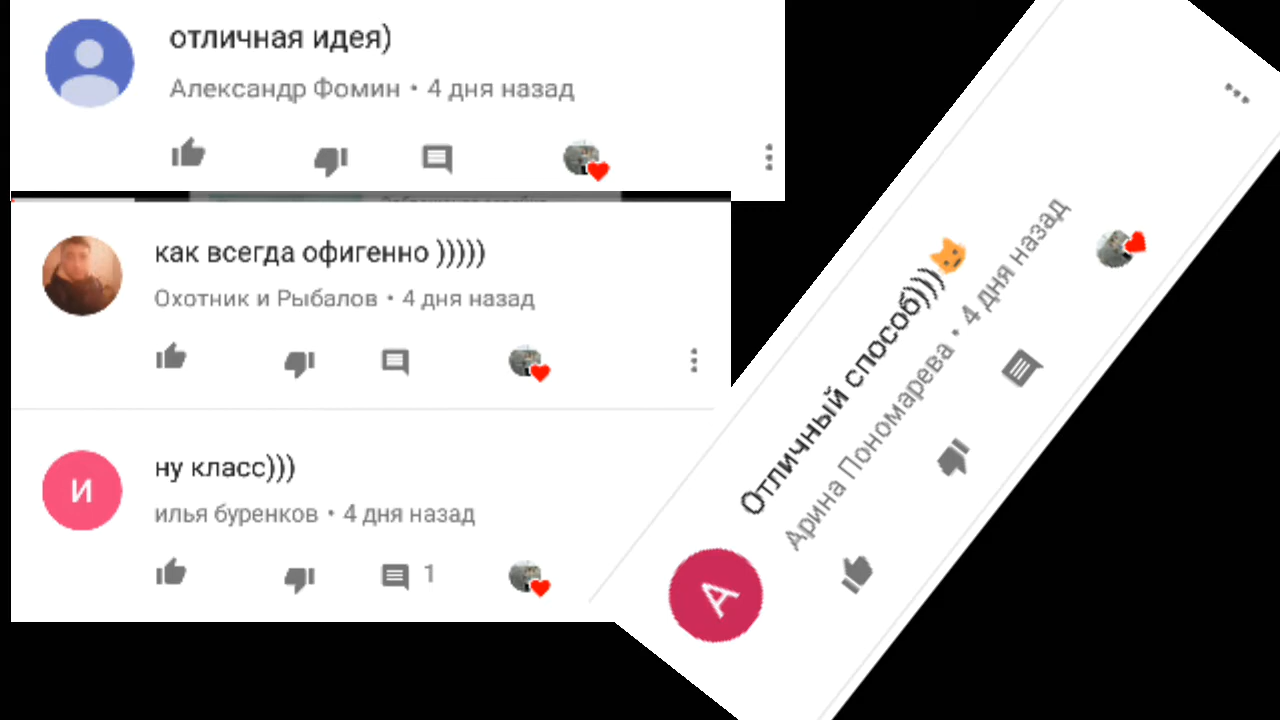 отличная идея)
Александр Фомин • 4 дня назад
как всегда офигенно )))))
Охотник и Рыбалов • 4 дня назад
И
ну класс)))
илья буренков • 4 дня назад
1
Отличный способ))))
А
Арина Пономарева • 4 дня назад